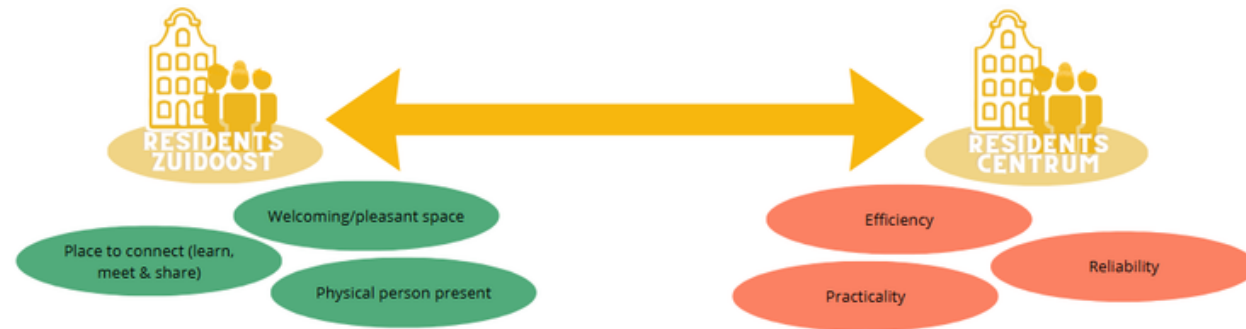 RESIDENTS
ZUIDOOST
RESIDENTS
CENTRUM
Welcoming/pleasant space
Place to connect (learn,
meet & share)
Physical person present
Efficiency
Reliability
Practicality